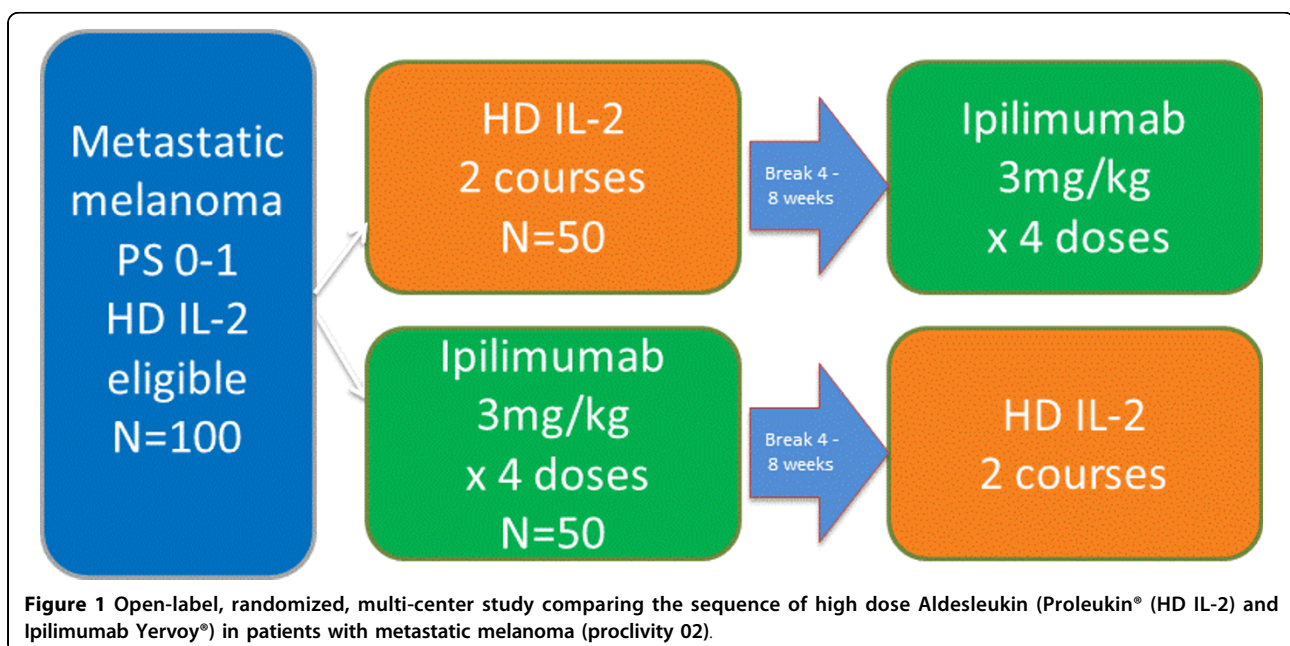 Metastatic
melanoma
PS 0-1
HD IL-2
eligible
N=100
HD IL-2
2 courses
N=50
Break 4 -
8 weeks
Ipilimumab
3mg/kg
x 4 doses
Ipilimumab
3mg/kg
x 4 doses
N=50
Break 4 -
8 weeks
HD IL-2
2 courses
Figure 1 Open-label, randomized, multi-center study comparing the sequence of high dose Aldesleukin (Proleukin® (HD IL-2) and
Ipilimumab Yervoy®) in patients with metastatic melanoma (proclivity 02).